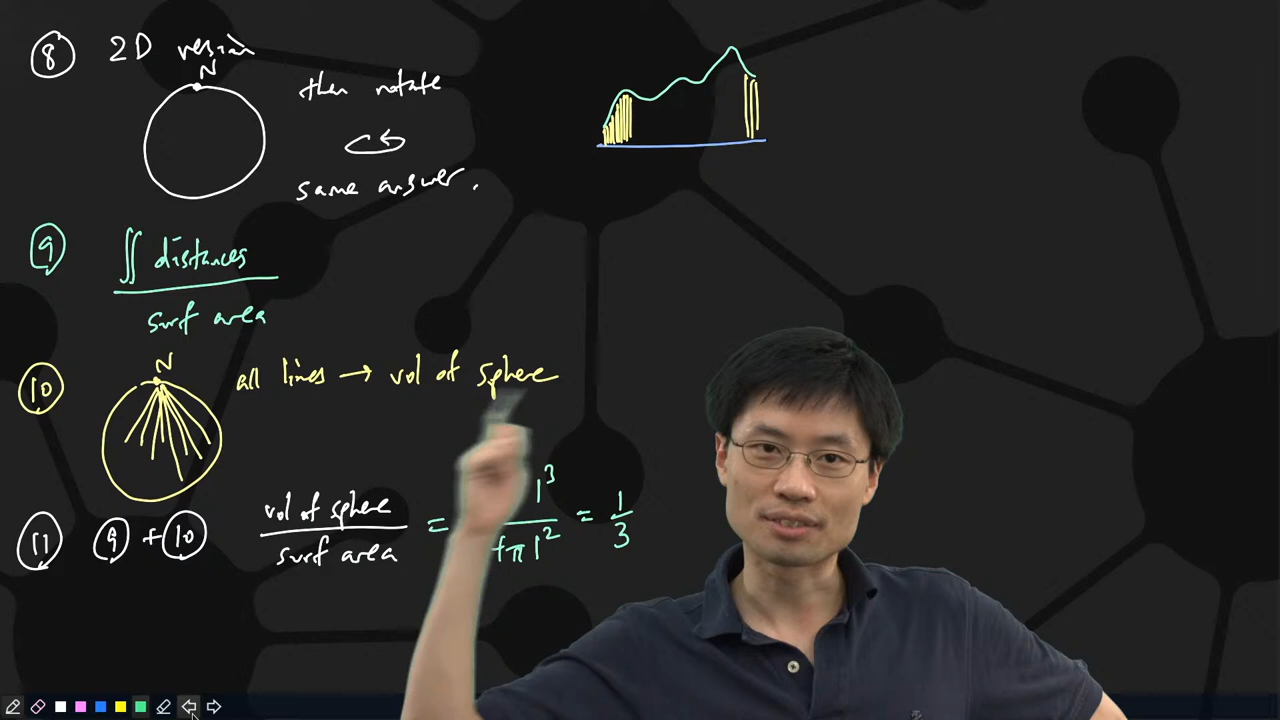 ⑧ 2D version
N
then rotate
same answer.
⑨ ∬ distances
surf area
⑩ N
all lines → vol of sphere
⑪ ⑨ + ⑩ vol of sphere / surf area = 1³ / π 1² = 1/3